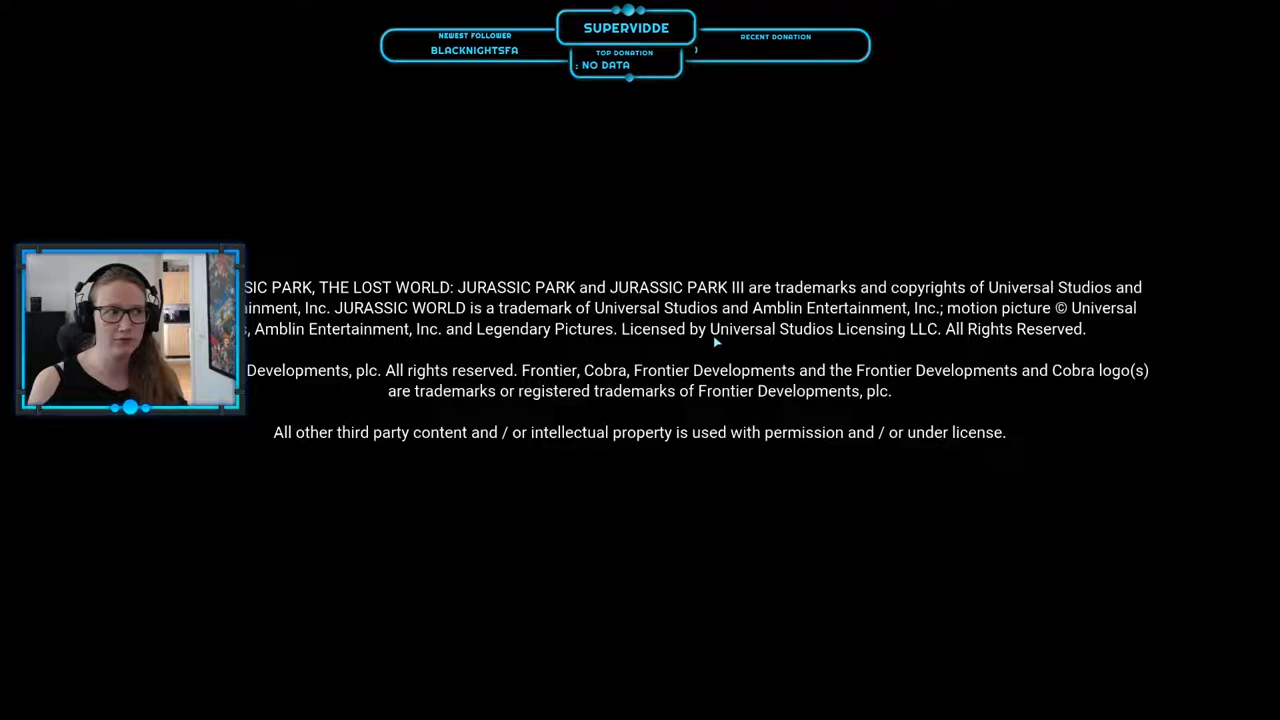 SUPERVIDDE
NEWEST FOLLOWER
BLACKNIGHTSFA
TOP DONATION
: NO DATA
RECENT DONATION
SIC PARK, THE LOST WORLD: JURASSIC PARK and JURASSIC PARK III are trademarks and copyrights of Universal Studios and
inment, Inc. JURASSIC WORLD is a trademark of Universal Studios and Amblin Entertainment, Inc.; motion picture © Universal
s, Amblin Entertainment, Inc. and Legendary Pictures. Licensed by Universal Studios Licensing LLC. All Rights Reserved.
Developments, plc. All rights reserved. Frontier, Cobra, Frontier Developments and the Frontier Developments and Cobra logo(s)
are trademarks or registered trademarks of Frontier Developments, plc.
All other third party content and / or intellectual property is used with permission and / or under license.